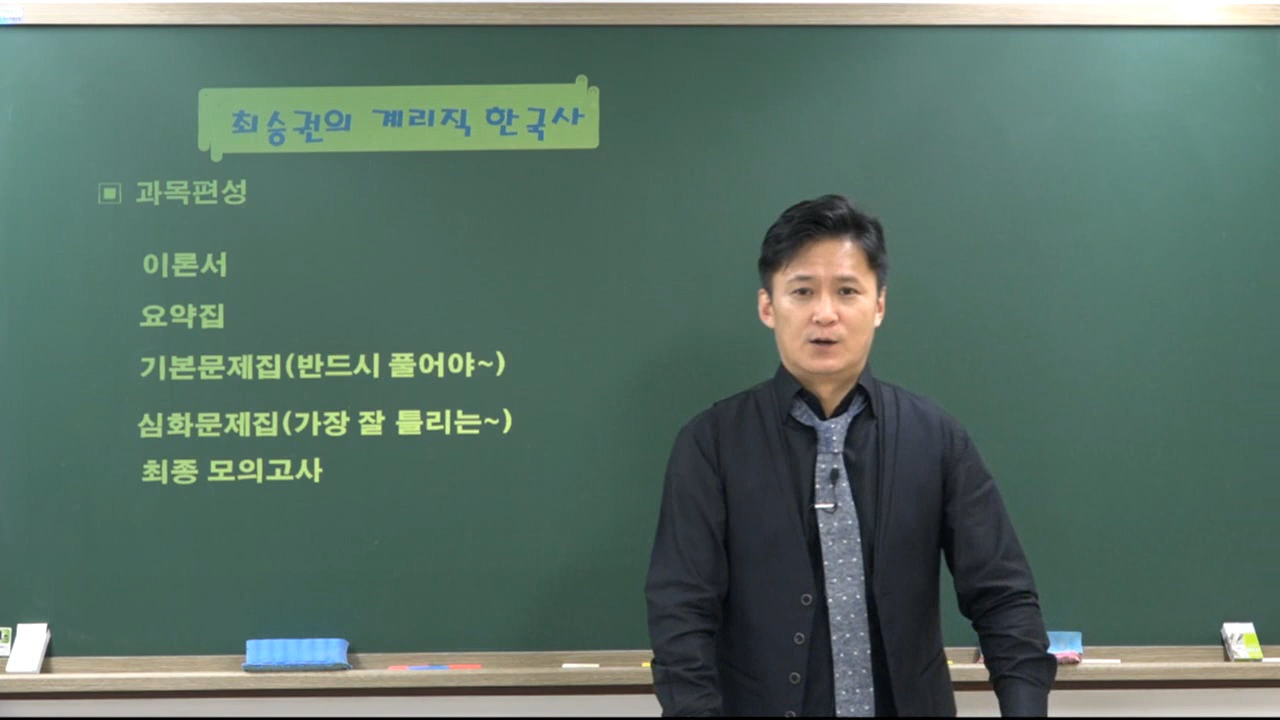 최승권의 계리직 한국사
▣ 과목편성
이론서
요약집
기본문제집(반드시 풀어야~)
심화문제집(가장 잘 틀리는~)
최종 모의고사